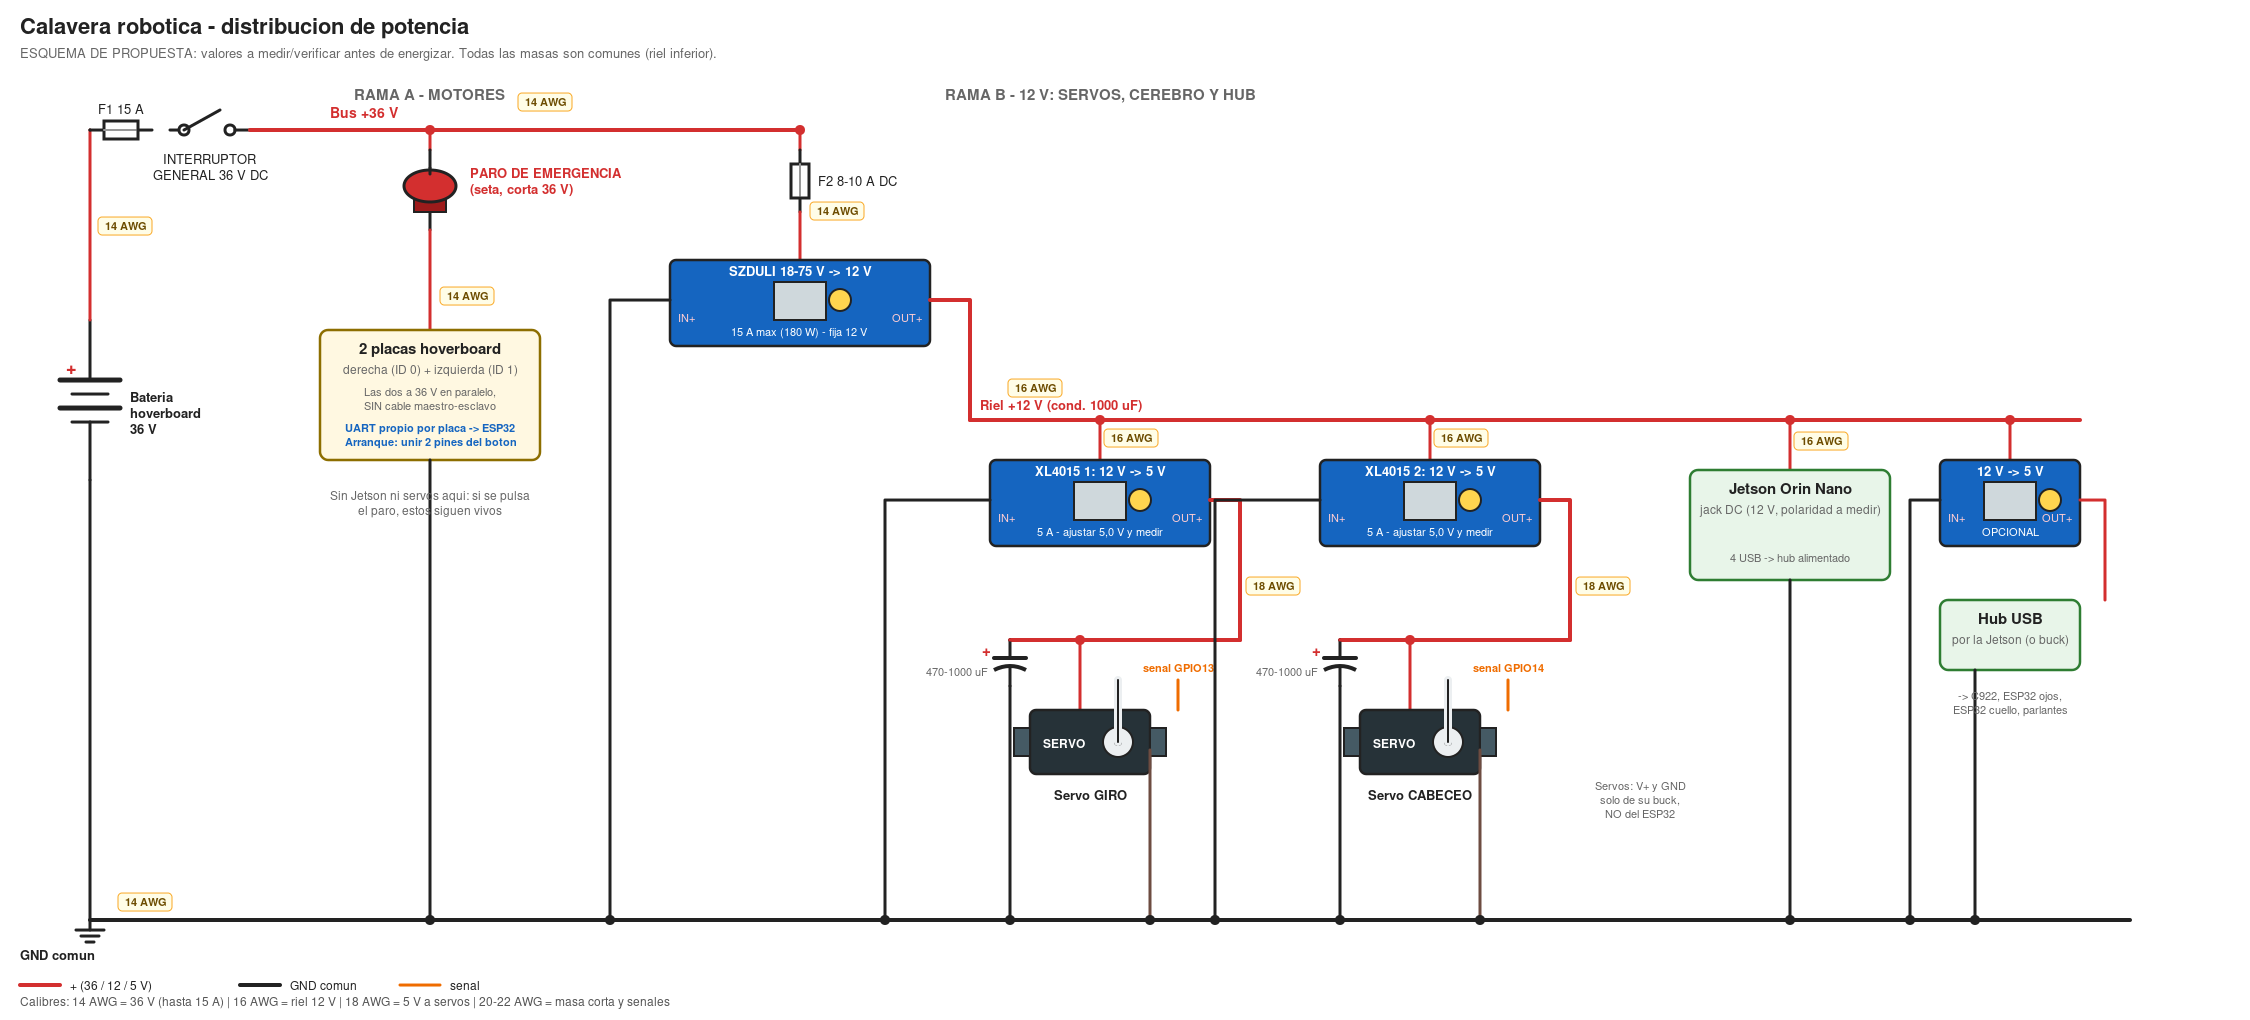 Calavera robotica - distribucion de potencia
ESQUEMA DE PROPUESTA: valores a medir/verificar antes de energizar. Todas las masas son comunes (riel inferior).
RAMA A - MOTORES
14 AWG
RAMA B - 12 V: SERVOS, CEREBRO Y HUB
F1 15 A
Bus +36 V
INTERRUPTOR
GENERAL 36 V DC
PARO DE EMERGENCIA
(seta, corta 36 V)
F2 8-10 A DC
14 AWG
14 AWG
14 AWG
SZDULI 18-75 V -> 12 V
IN+
OUT+
15 A max (180 W) - fija 12 V
2 placas hoverboard
derecha (ID 0) + izquierda (ID 1)
Las dos a 36 V en paralelo,
SIN cable maestro-esclavo
UART propio por placa -> ESP32
Arranque: unir 2 pines del boton
+
Bateria
hoverboard
36 V
Sin Jetson ni servos aqui: si se pulsa
el paro, estos siguen vivos
16 AWG
Riel +12 V (cond. 1000 uF)
16 AWG
16 AWG
16 AWG
XL4015 1: 12 V -> 5 V
IN+
OUT+
5 A - ajustar 5,0 V y medir
XL4015 2: 12 V -> 5 V
IN+
OUT+
5 A - ajustar 5,0 V y medir
Jetson Orin Nano
jack DC (12 V, polaridad a medir)
4 USB -> hub alimentado
12 V -> 5 V
IN+
OUT+
OPCIONAL
18 AWG
18 AWG
Hub USB
por la Jetson (o buck)
-> C922, ESP32 ojos,
ESP32 cuello, parlantes
+
470-1000 uF
senal GPIO13
+
470-1000 uF
senal GPIO14
SERVO
Servo GIRO
SERVO
Servo CABECEO
Servos: V+ y GND
solo de su buck,
NO del ESP32
14 AWG
GND comun
+ (36 / 12 / 5 V)
GND comun
senal
Calibres: 14 AWG = 36 V (hasta 15 A) | 16 AWG = riel 12 V | 18 AWG = 5 V a servos | 20-22 AWG = masa corta y senales